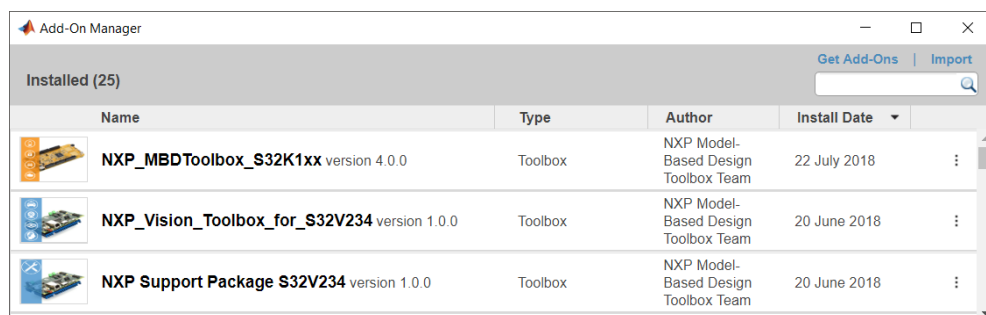 Add-On Manager
Get Add-Ons | Import
Installed (25)
Name Type Author Install Date
NXP_MBDToolbox_S32K1xx version 4.0.0 Toolbox NXP Model-
Based Design
Toolbox Team 22 July 2018
NXP_Vision_Toolbox_for_S32V234 version 1.0.0 Toolbox NXP Model-
Based Design
Toolbox Team 20 June 2018
NXP Support Package S32V234 version 1.0.0 Toolbox NXP Model-
Based Design
Toolbox Team 20 June 2018